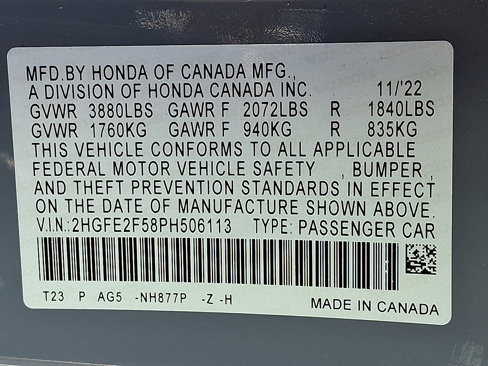 MFD.BY HONDA OF CANADA MFG.,
A DIVISION OF HONDA CANADA INC. 11/'22
GVWR 3880LBS GAWR F 2072LBS R 1840LBS
GVWR 1760KG GAWR F 940KG R 835KG
THIS VEHICLE CONFORMS TO ALL APPLICABLE
FEDERAL MOTOR VEHICLE SAFETY , BUMPER ,
AND THEFT PREVENTION STANDARDS IN EFFECT
ON THE DATE OF MANUFACTURE SHOWN ABOVE.
V.I.N.: 2HGFE2F58PH506113 TYPE: PASSENGER CAR
T23 P AG5 -NH877P -Z -H
MADE IN CANADA